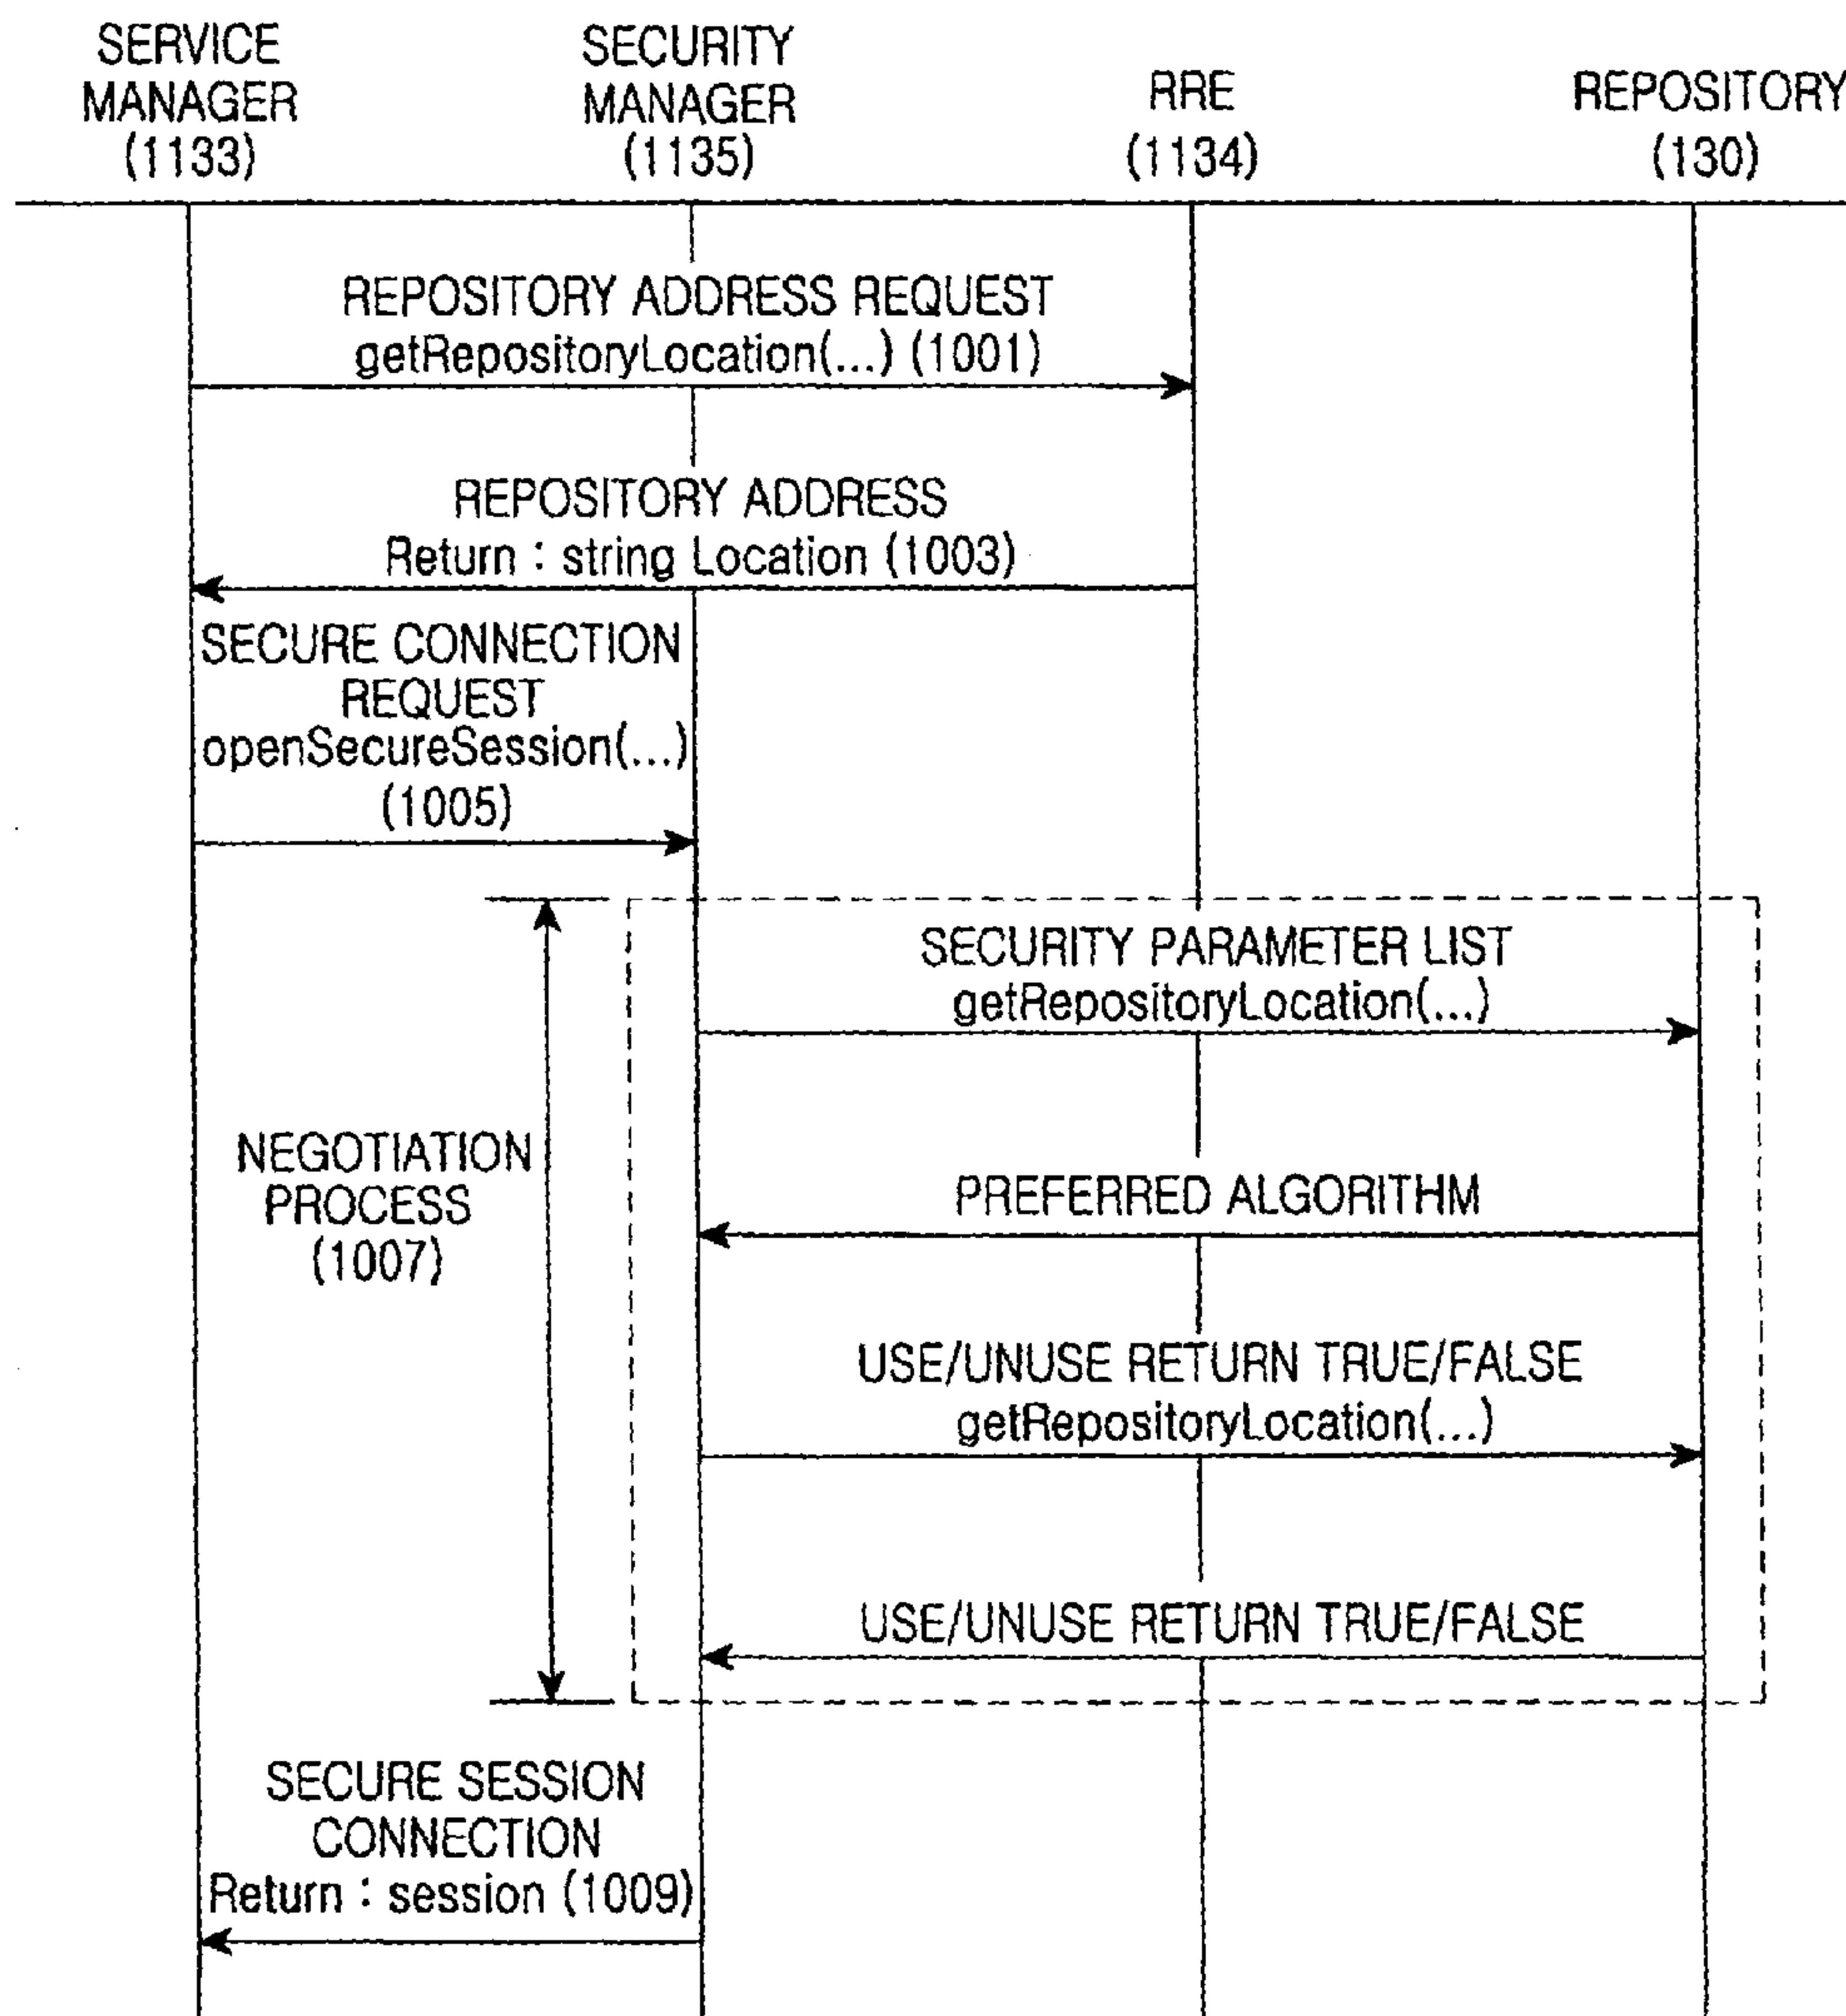 SERVICE
MANAGER
(1133)
SECURITY
MANAGER
(1135)
RRE
(1134)
REPOSITORY
(130)
REPOSITORY ADDRESS REQUEST
getRepositoryLocation(...) (1001)
REPOSITORY ADDRESS
Return : string Location (1003)
SECURE CONNECTION
REQUEST
openSecureSession(...)
(1005)
SECURITY PARAMETER LIST
getRepositoryLocation(...)
NEGOTIATION
PROCESS
(1007)
PREFERRED ALGORITHM
USE/UNUSE RETURN TRUE/FALSE
getRepositoryLocation(...)
USE/UNUSE RETURN TRUE/FALSE
SECURE SESSION
CONNECTION
Return : session (1009)